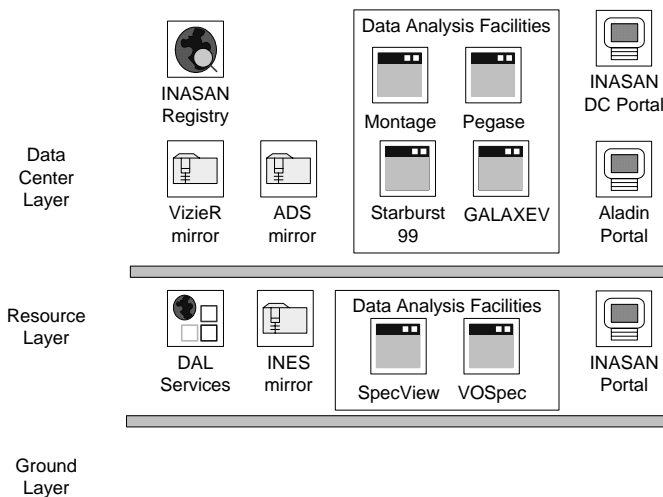 Data Analysis Facilities
INASAN
Registry
Montage
Pegase
INASAN
DC Portal
Data
Center
Layer
VizieR
mirror
ADS
mirror
Starburst
99
GALAXEV
Aladin
Portal
Resource
Layer
Data Analysis Facilities
DAL
Services
INES
mirror
SpecView
VOSpec
INASAN
Portal
Ground
Layer